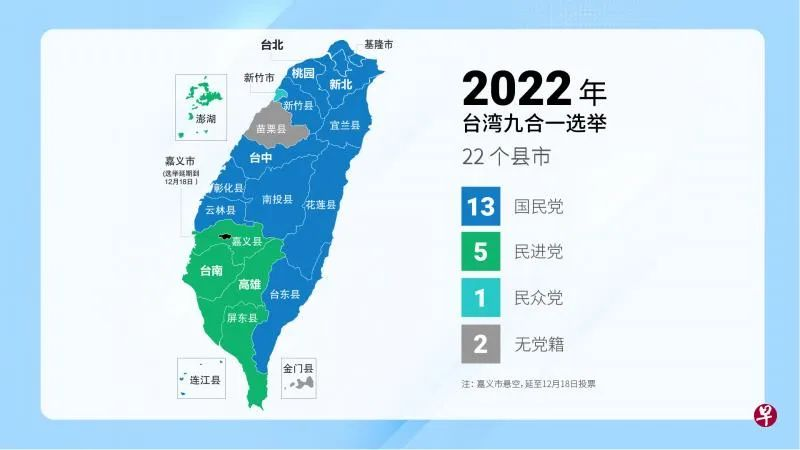 台北
基隆市
桃园
新北
新竹市
新竹县
澎湖
苗栗县
宜兰县
台中
嘉义市
(选举延期到
12月18日)
彰化县
南投县
花莲县
云林县
嘉义县
台南
高雄
台东县
屏东县
连江县
金门县
2022年
台湾九合一选举
22个县市
13 国民党
5 民进党
1 民众党
2 无党籍
注：嘉义市悬空，延至12月18日投票
早